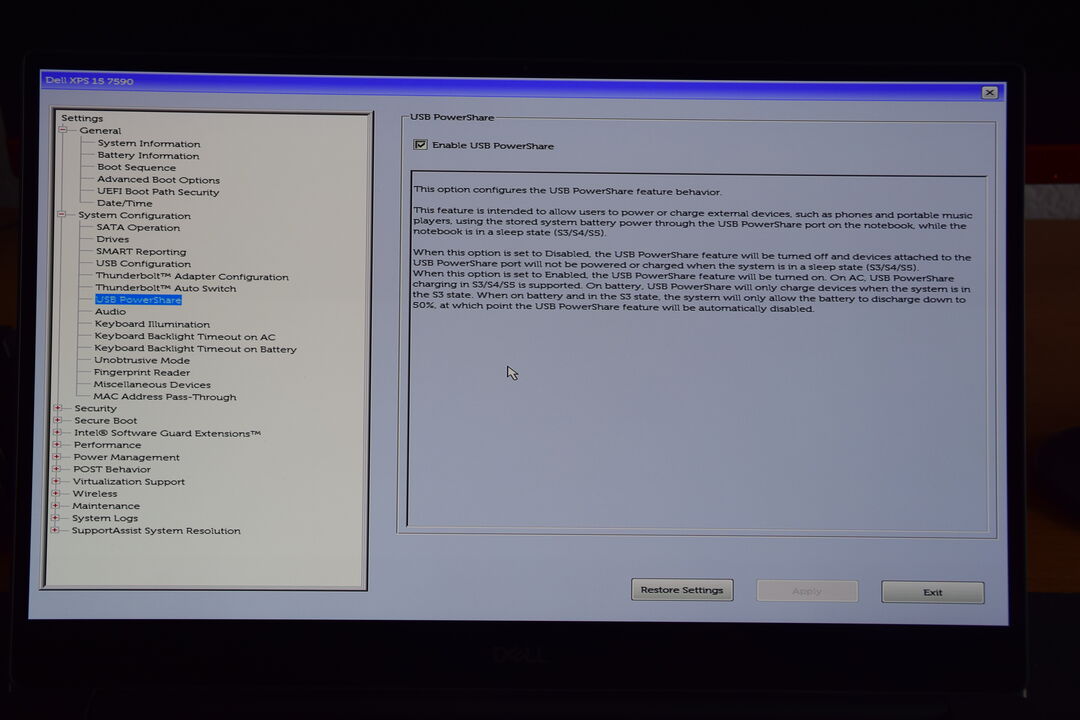 Dell XPS 15 7590
Settings
General
System Information
Battery Information
Boot Sequence
Advanced Boot Options
UEFI Boot Path Security
Date/Time
System Configuration
SATA Operation
Drives
SMART Reporting
USB Configuration
Thunderbolt™ Adapter Configuration
Thunderbolt™ Auto Switch
USB PowerShare
Audio
Keyboard Illumination
Keyboard Backlight Timeout on AC
Keyboard Backlight Timeout on Battery
Unobtrusive Mode
Fingerprint Reader
Miscellaneous Devices
MAC Address Pass-Through
Security
Secure Boot
Intel® Software Guard Extensions™
Performance
Power Management
POST Behavior
Virtualization Support
Wireless
Maintenance
System Logs
SupportAssist System Resolution
USB PowerShare
Enable USB PowerShare
This option configures the USB PowerShare feature behavior.
This feature is intended to allow users to power or charge external devices, such as phones and portable music
players, using the stored system battery power through the USB PowerShare port on the notebook, while the
notebook is in a sleep state (S3/S4/S5).
When this option is set to Disabled, the USB PowerShare feature will be turned off and devices attached to the
USB PowerShare port will not be powered or charged when the system is in a sleep state (S3/S4/S5).
When this option is set to Enabled, the USB PowerShare feature will be turned on. On AC, USB PowerShare
charging in S3/S4/S5 is supported. On battery, USB PowerShare will only charge devices when the system is in
the S3 state. When on battery and in the S3 state, the system will only allow the battery to discharge down to
50%, at which point the USB PowerShare feature will be automatically disabled.
Restore Settings
Apply
Exit
DELL